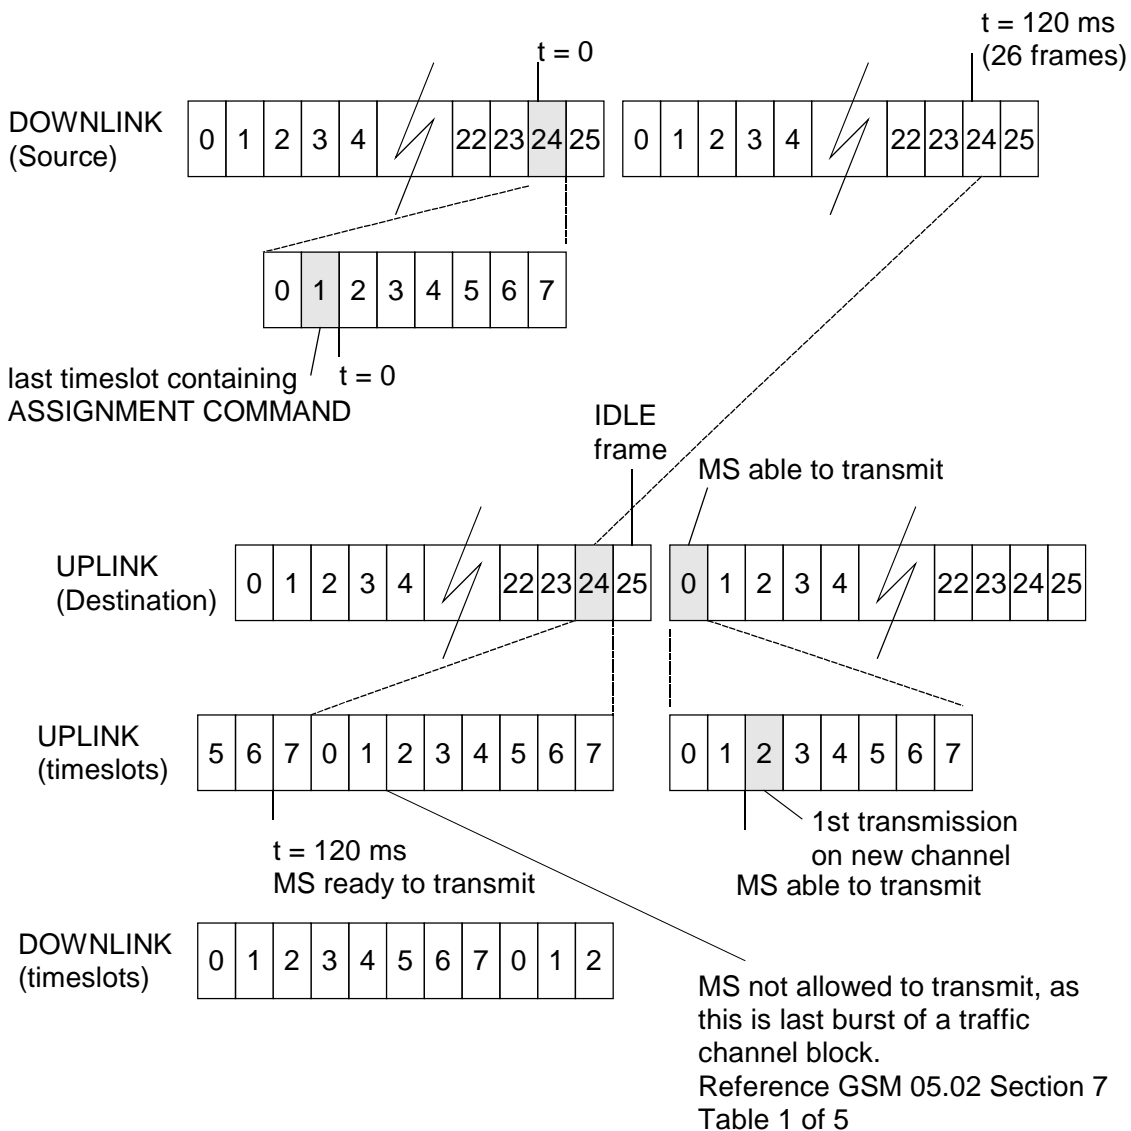 t = 120 ms
(26 frames)
t = 0
DOWNLINK
(Source)
0 1 2 3 4 22 23 24 25 0 1 2 3 4 22 23 24 25
0 1 2 3 4 5 6 7
last timeslot containing
ASSIGNMENT COMMAND
t = 0
IDLE
frame
MS able to transmit
UPLINK
(Destination)
0 1 2 3 4 22 23 24 25 0 1 2 3 4 22 23 24 25
UPLINK
(timeslots)
5 6 7 0 1 2 3 4 5 6 7 0 1 2 3 4 5 6 7
t = 120 ms
MS ready to transmit
1st transmission
on new channel
MS able to transmit
DOWNLINK
(timeslots)
0 1 2 3 4 5 6 7 0 1 2
MS not allowed to transmit, as
this is last burst of a traffic
channel block.
Reference GSM 05.02 Section 7
Table 1 of 5